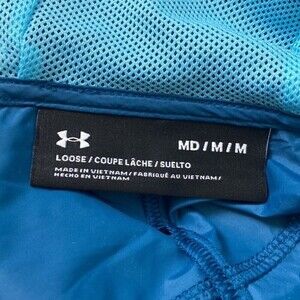 MD / M / M
LOOSE / COUPE LÂCHE / SUELTO
MADE IN VIETNAM / FABRIQUÉ AU VIETNAM /
HECHO EN VIETNAM